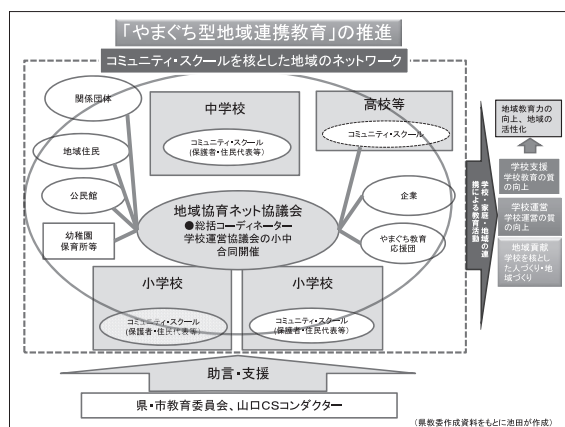 「やまぐち型地域連携教育」の推進
コミュニティ・スクールを核とした地域のネットワーク
関係団体
地域住民
公民館
幼稚園
保育所等
中学校
コミュニティ・スクール
(保護者・住民代表等)
高校等
コミュニティ・スクール
企業
やまぐち教育
応援団
地域協育ネット協議会
●総括コーディネーター
学校運営協議会の小中
合同開催
小学校
コミュニティ・スクール
(保護者・住民代表等)
小学校
コミュニティ・スクール
(保護者・住民代表等)
学校・家庭・地域の連
携による教育活動
地域教育力の
向上、地域の
活性化
学校支援
学校教育の質
の向上
学校運営
学校運営の質
の向上
地域貢献
学校を核とし
た人づくり・地
域づくり
助言・支援
県・市教育委員会、山口CSコンダクター
(県教委作成資料をもとに池田が作成)